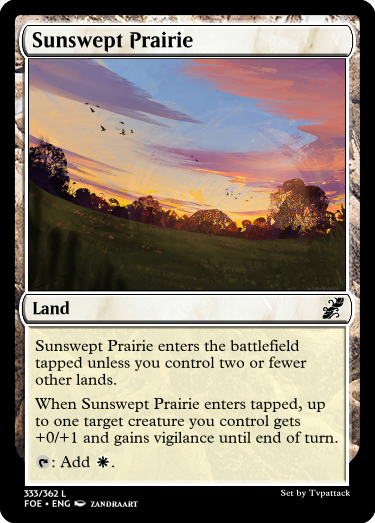 Sunswept Prairie
Land
Sunswept Prairie enters the battlefield
tapped unless you control two or fewer
other lands.
When Sunswept Prairie enters tapped, up
to one target creature you control gets
+0/+1 and gains vigilance until end of turn.
: Add .
333/362 L
FOE • ENG ZANDRAART
Set by Tvpattack